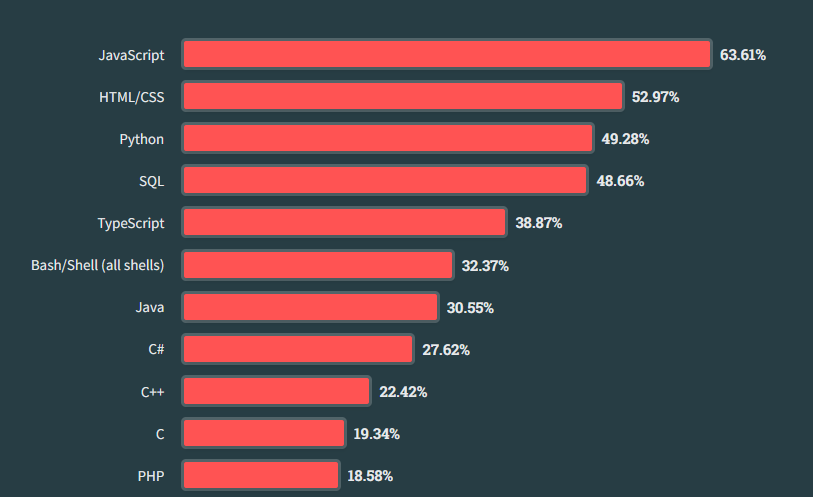 JavaScript 63.61%
HTML/CSS 52.97%
Python 49.28%
SQL 48.66%
TypeScript 38.87%
Bash/Shell (all shells) 32.37%
Java 30.55%
C# 27.62%
C++ 22.42%
C 19.34%
PHP 18.58%